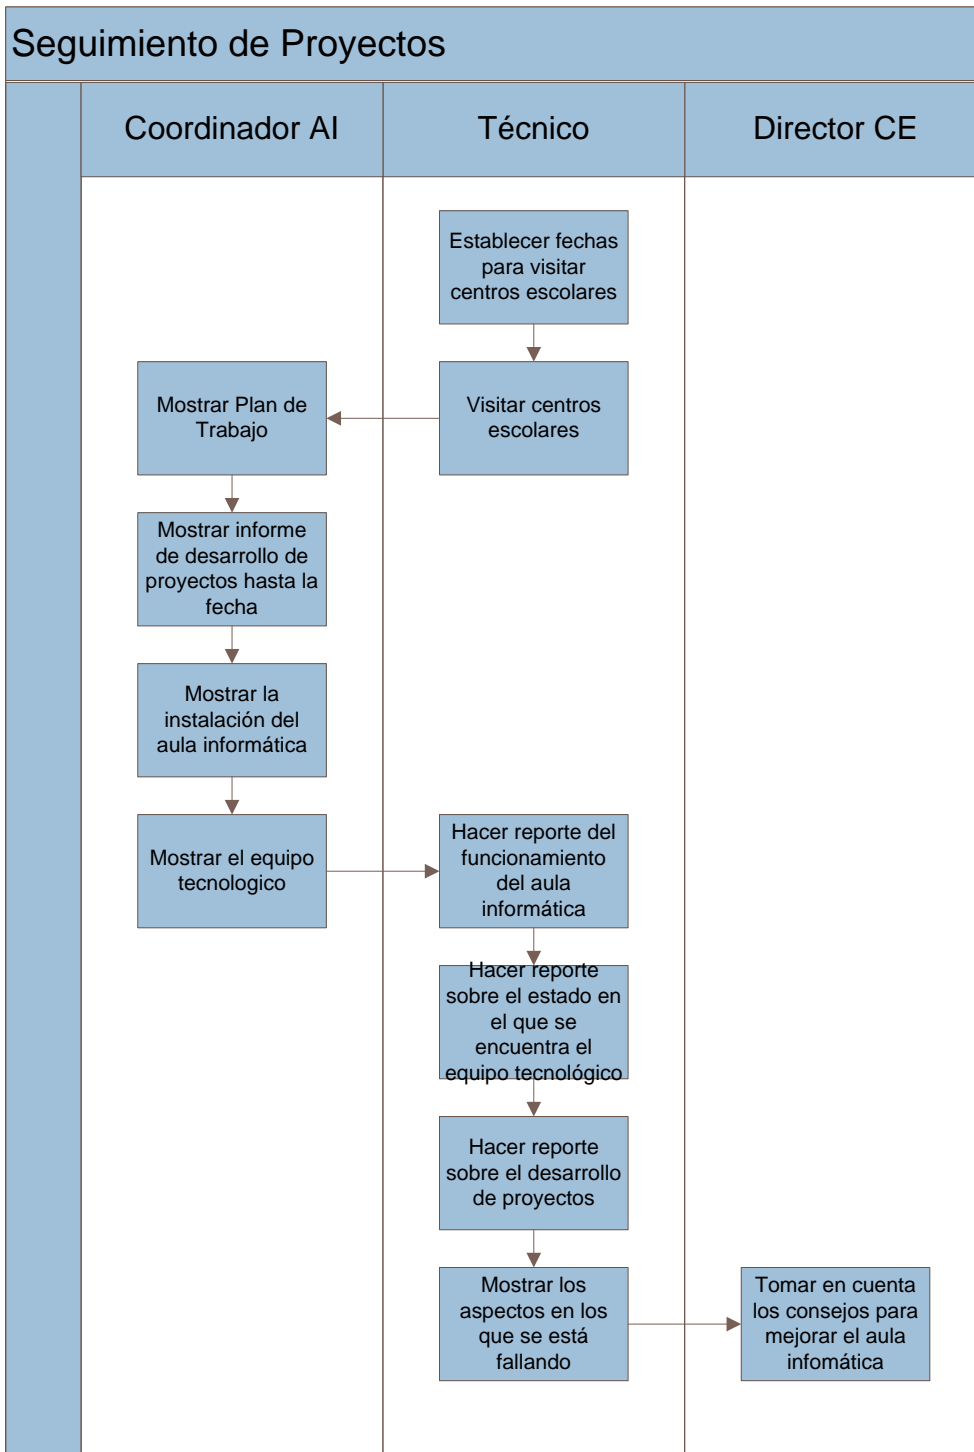 Seguimiento de Proyectos
Coordinador AI
Técnico
Director CE
Establecer fechas
para visitar
centros escolares
Mostrar Plan de
Trabajo
Visitar centros
escolares
Mostrar informe
de desarrollo de
proyectos hasta la
fecha
Mostrar la
instalación del
aula informática
Mostrar el equipo
tecnologico
Hacer reporte del
funcionamiento
del aula
informática
Hacer reporte
sobre el estado en
el que se
encuentra el
equipo tecnológico
Hacer reporte
sobre el desarrollo
de proyectos
Mostrar los
aspectos en los
que se está
fallando
Tomar en cuenta
los consejos para
mejorar el aula
infomática